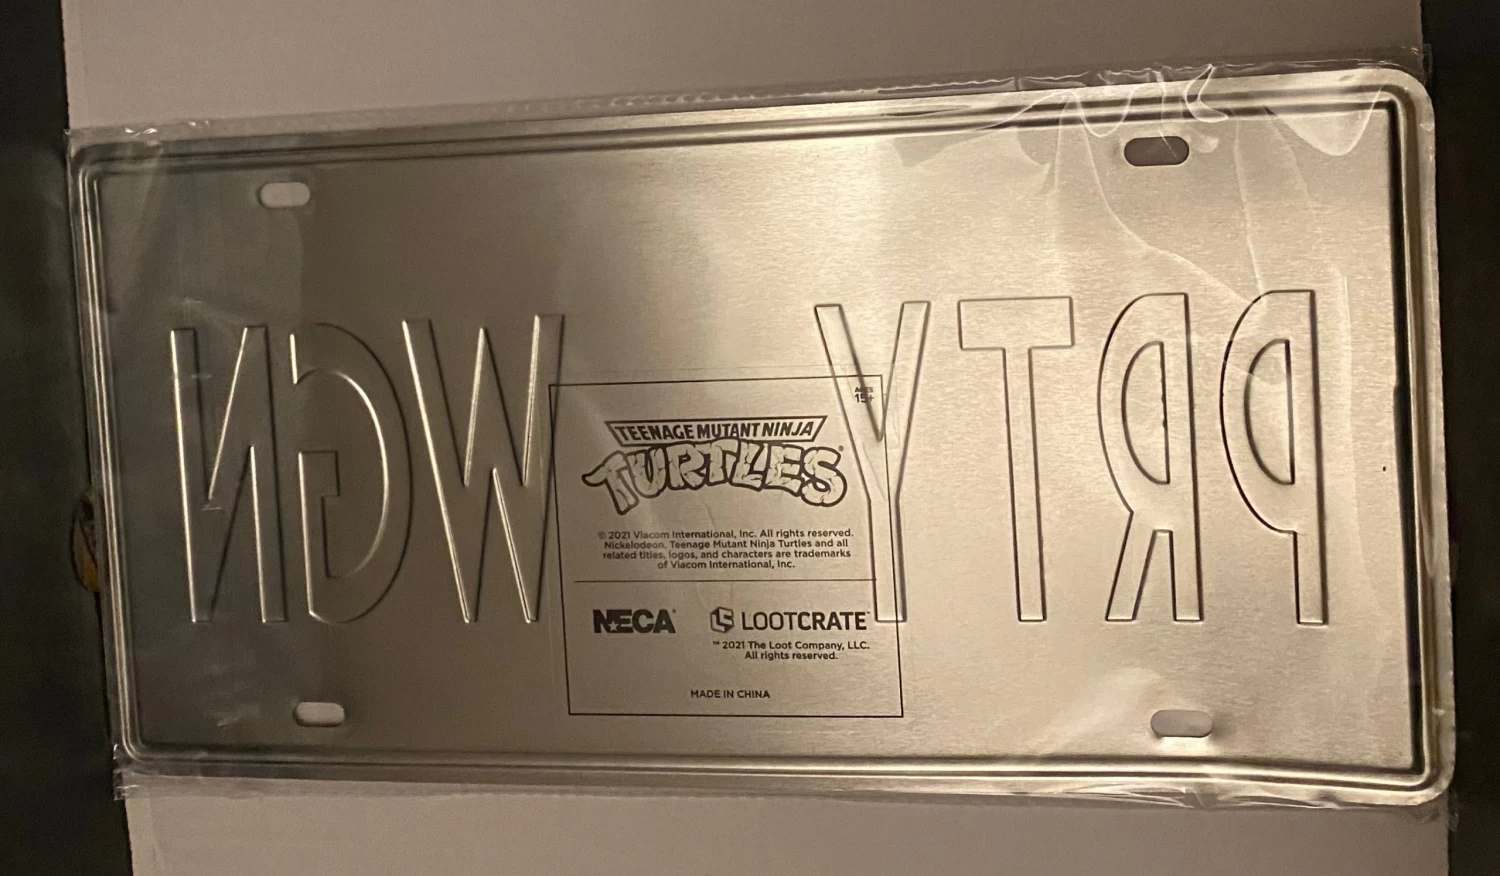 PRTY WGN
AGES
15+
TEENAGE MUTANT NINJA
TURTLES®
© 2021 Viacom International, Inc. All rights reserved.
Nickelodeon, Teenage Mutant Ninja Turtles and all
related titles, logos, and characters are trademarks
of Viacom International, Inc.
NECA® LOOTCRATE™
™ 2021 The Loot Company, LLC.
All rights reserved.
MADE IN CHINA